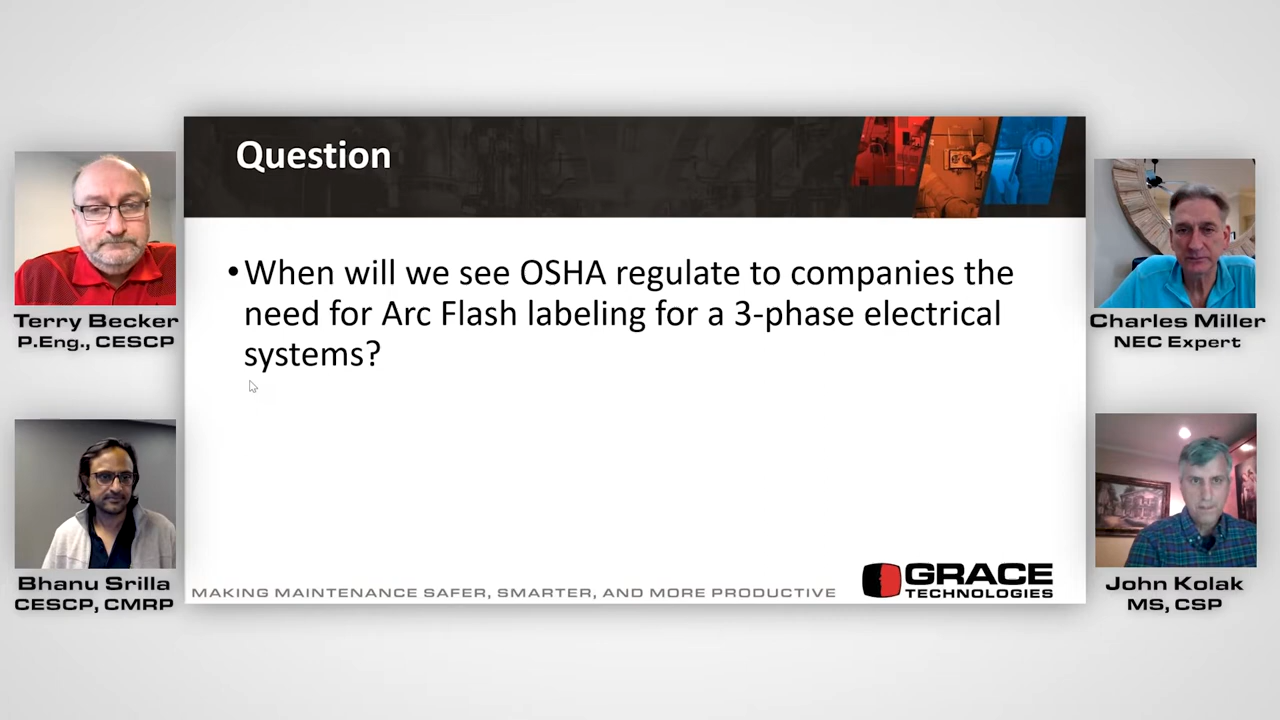 Question
•When will we see OSHA regulate to companies the
need for Arc Flash labeling for a 3-phase electrical
systems?
Terry Becker
P.Eng., CESCP
Charles Miller
NEC Expert
Bhanu Srilla
CESCP, CMRP
John Kolak
MS, CSP
MAKING MAINTENANCE SAFER, SMARTER, AND MORE PRODUCTIVE
GRACE
TECHNOLOGIES